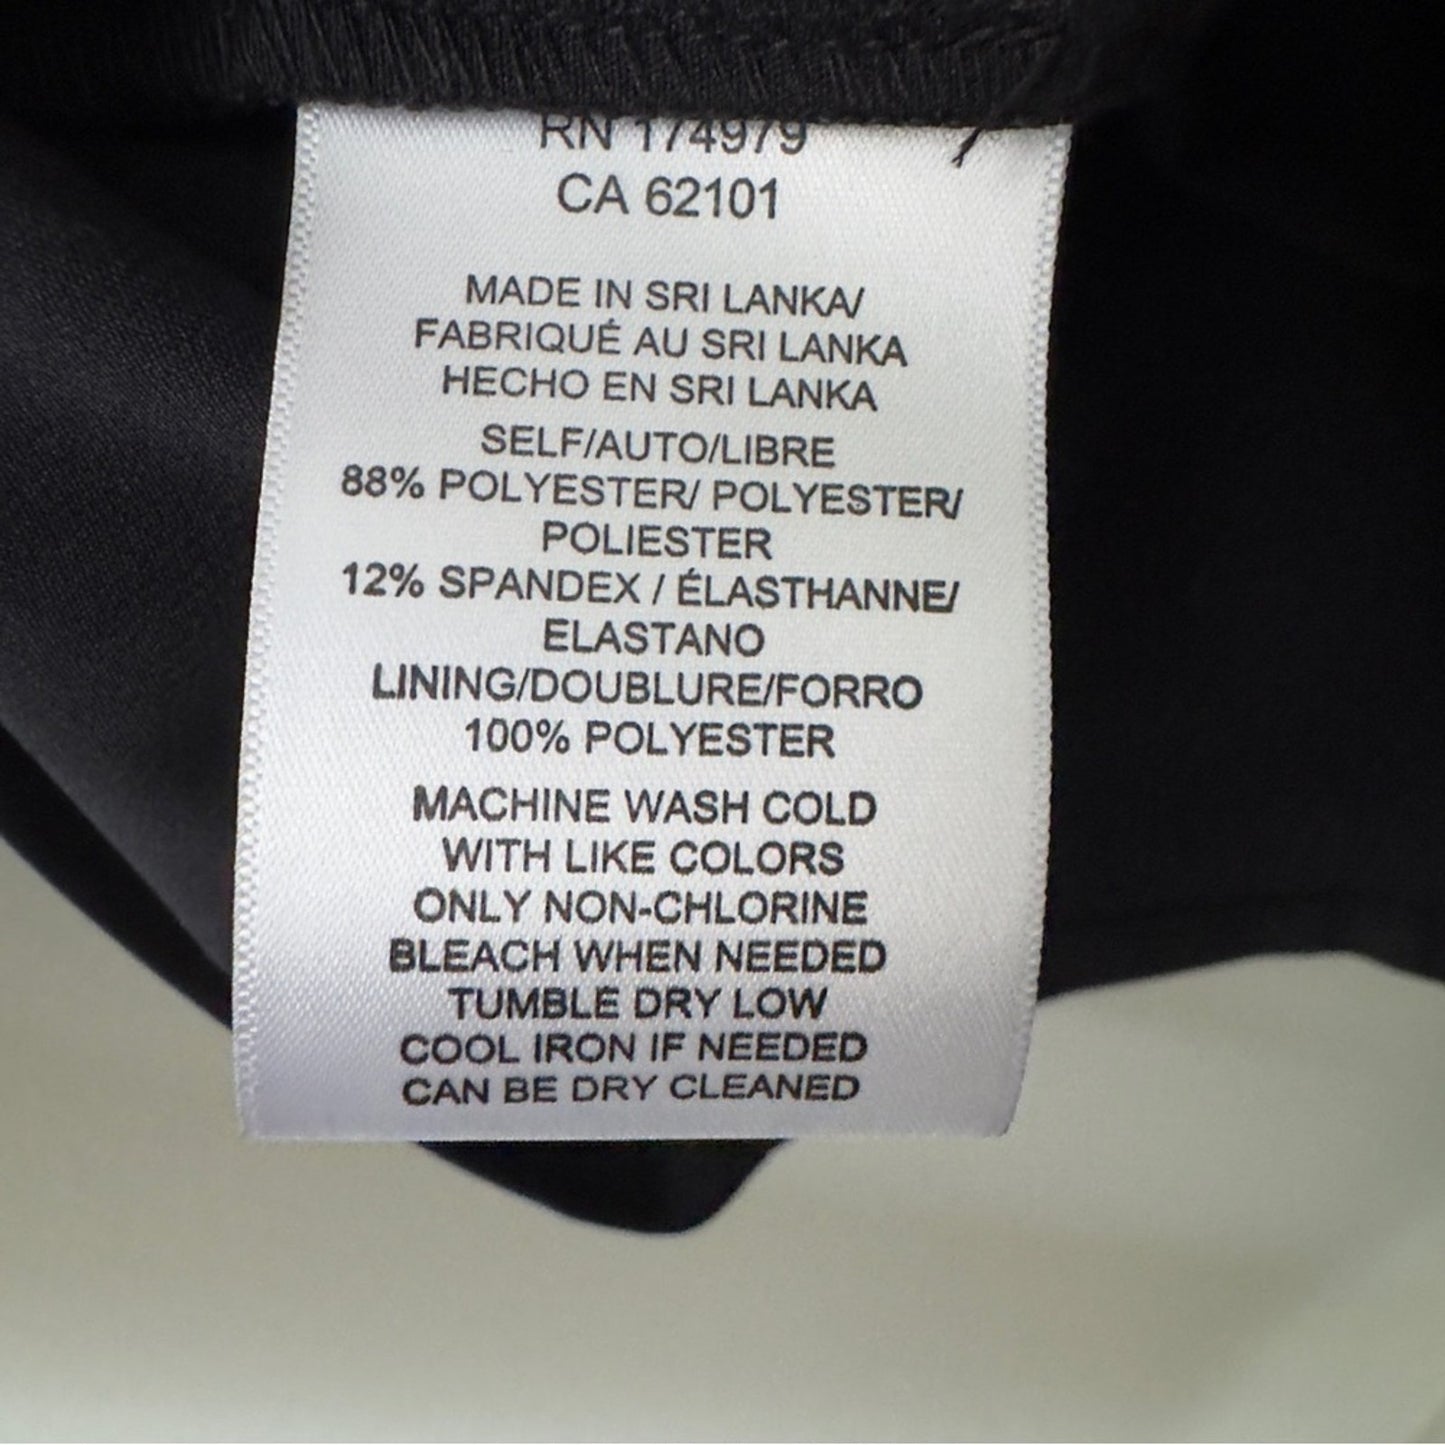 RN 174979
CA 62101
MADE IN SRI LANKA/
FABRIQUÉ AU SRI LANKA
HECHO EN SRI LANKA
SELF/AUTO/LIBRE
88% POLYESTER/ POLYESTER/
POLIESTER
12% SPANDEX / ÉLASTHANNE/
ELASTANO
LINING/DOUBLURE/FORRO
100% POLYESTER
MACHINE WASH COLD
WITH LIKE COLORS
ONLY NON-CHLORINE
BLEACH WHEN NEEDED
TUMBLE DRY LOW
COOL IRON IF NEEDED
CAN BE DRY CLEANED